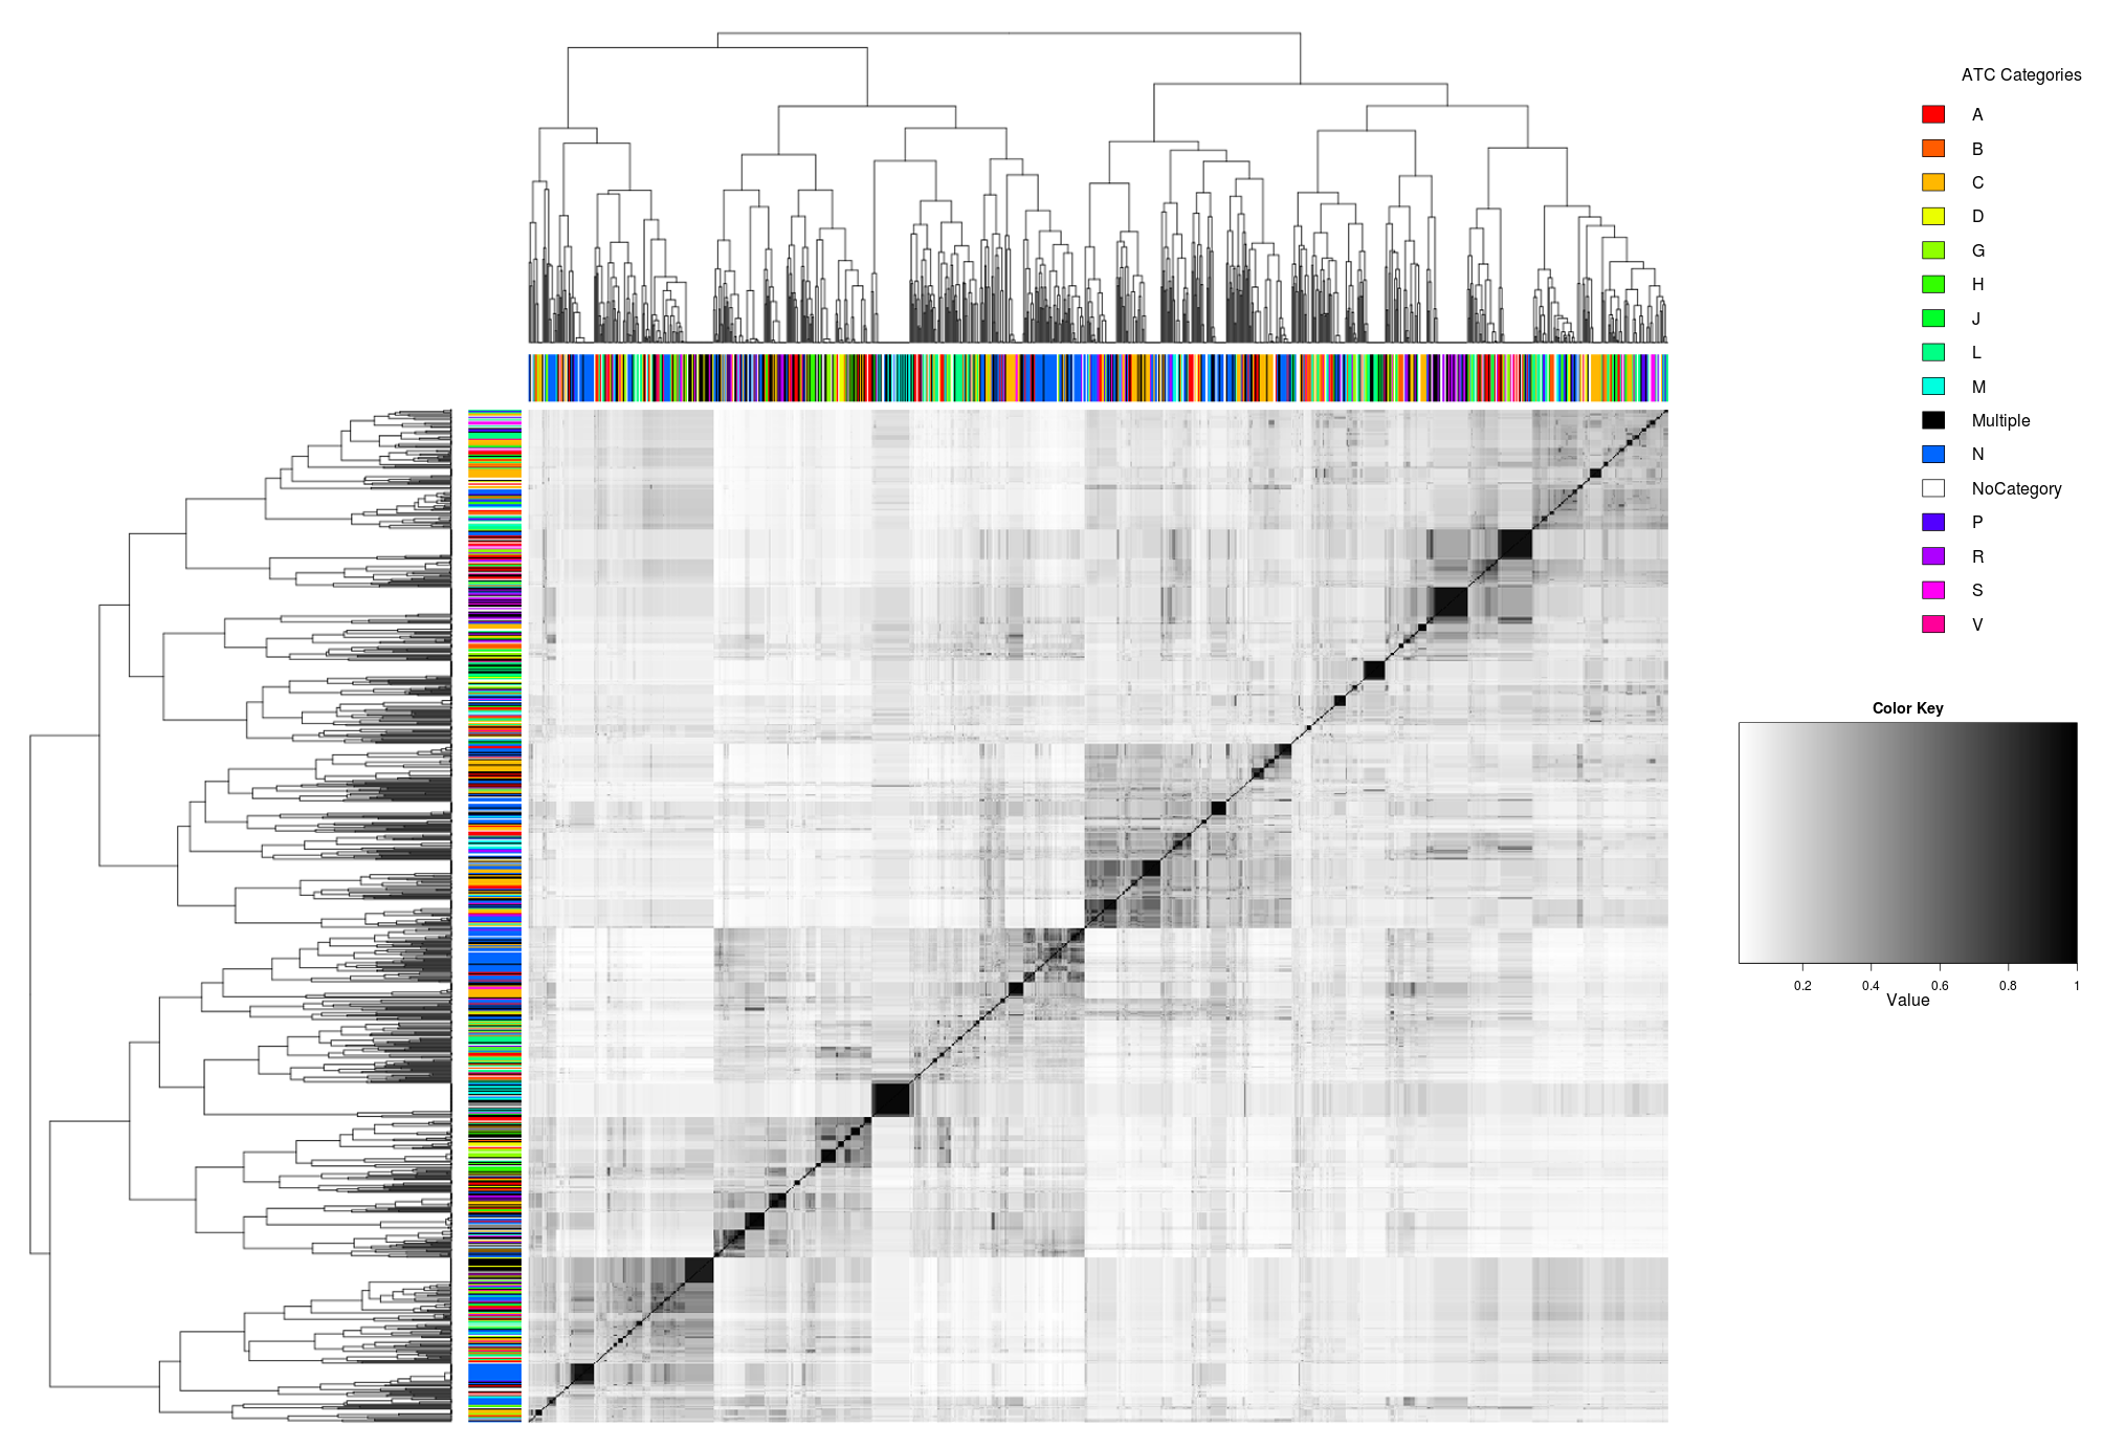 ATC Categories
A
B
C
D
G
H
J
L
M
Multiple
N
NoCategory
P
R
S
V
Color Key
0.2 0.4 0.6 0.8 1
Value